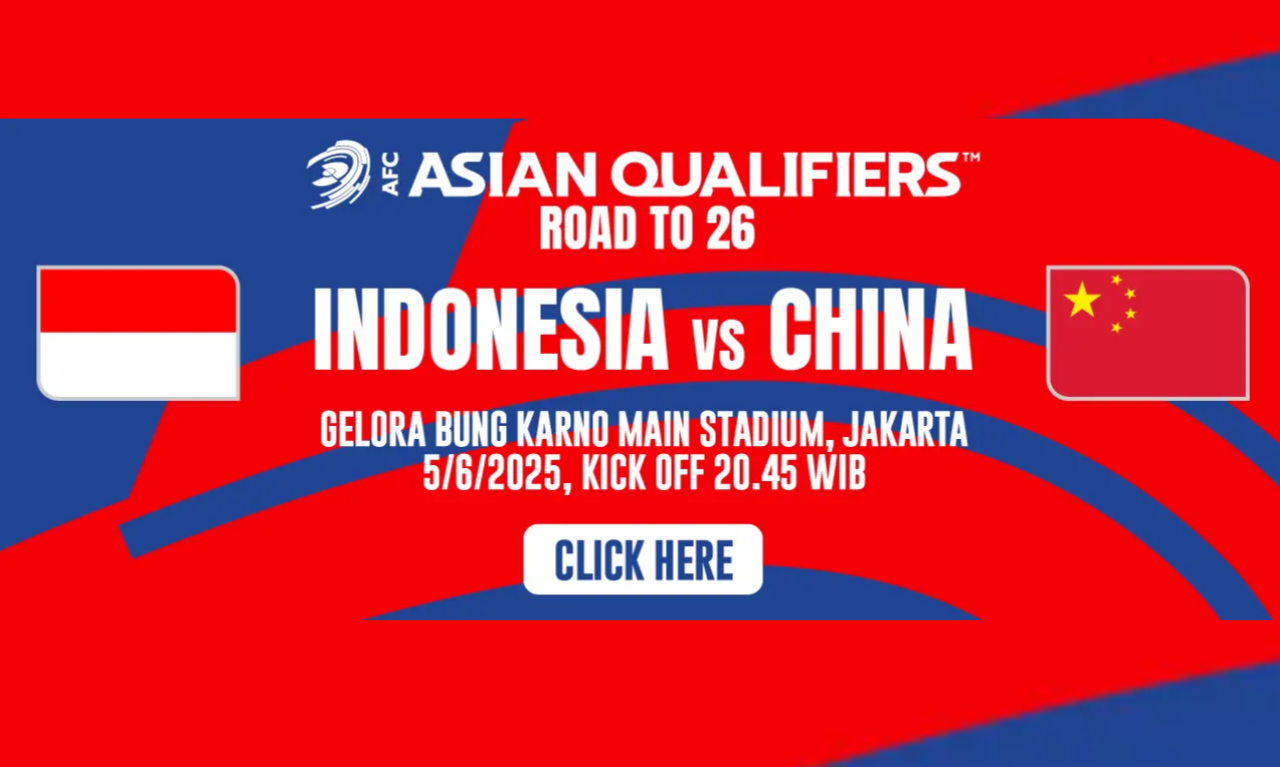 AFC ASIAN QUALIFIERS™
ROAD TO 26
INDONESIA VS CHINA
GELORA BUNG KARNO MAIN STADIUM, JAKARTA
5/6/2025, KICK OFF 20.45 WIB
CLICK HERE